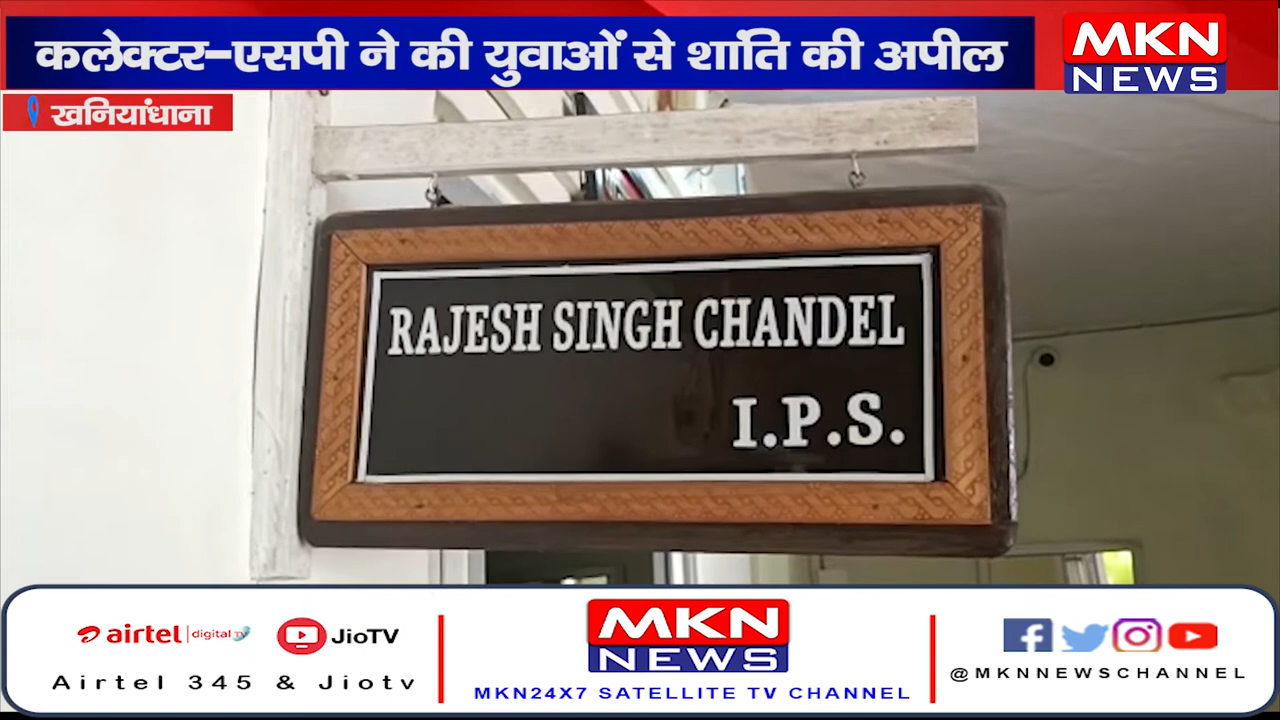 कलेक्टर-एसपी ने की युवाओं से शांति की अपील
MKN
NEWS
खनियांधाना
RAJESH SINGH CHANDEL
I.P.S.
airtel digital TV
JioTV
Airtel 345 & Jiotv
MKN
NEWS
MKN24X7 SATELLITE TV CHANNEL
@MKNNEWSCHANNEL